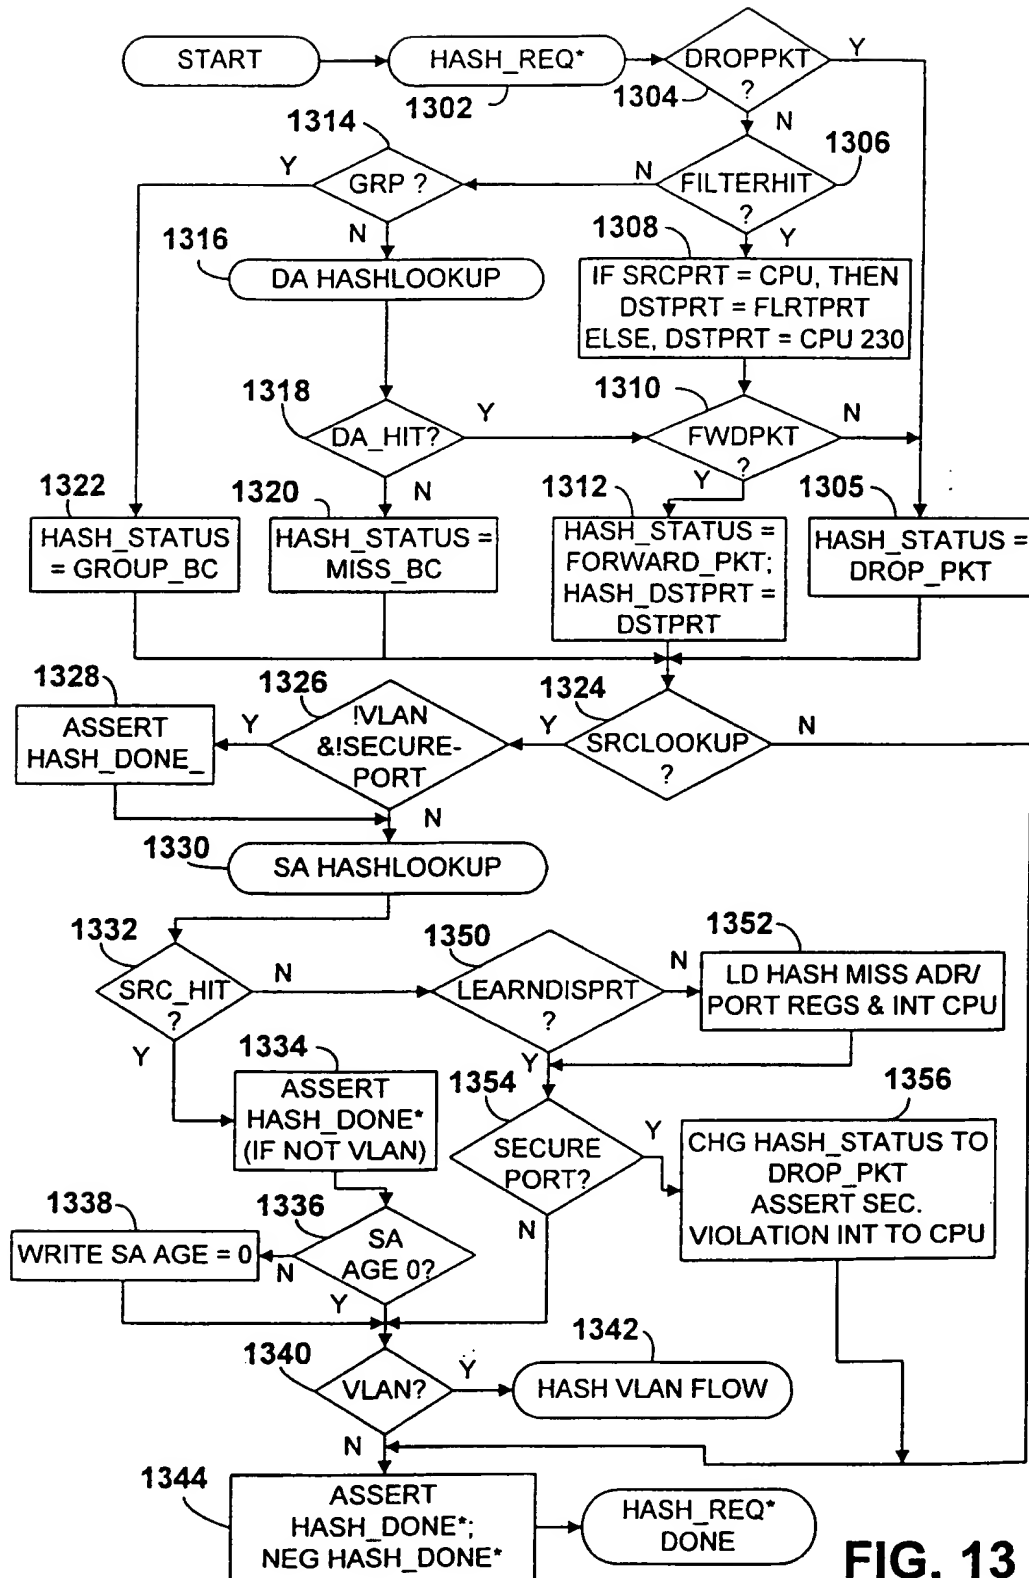 START
HASH_REQ*
1302
DROPPKT
?
1304
Y
N
1314
GRP ?
Y
N
FILTERHIT
?
1306
N
Y
1316
DA HASHLOOKUP
1308
IF SRCPRT = CPU, THEN
DSTPRT = FLRTPRT
ELSE, DSTPRT = CPU 230
1318
DA_HIT?
Y
N
1310
FWDPKT
?
N
Y
1322
HASH_STATUS
= GROUP_BC
1320
HASH_STATUS =
MISS_BC
1312
HASH_STATUS =
FORWARD_PKT;
HASH_DSTPRT =
DSTPRT
1305
HASH_STATUS =
DROP_PKT
1328
ASSERT
HASH_DONE_
Y
1326
!VLAN
&!SECURE-
PORT
N
Y
1324
SRCLOOKUP
?
N
1330
SA HASHLOOKUP
1332
SRC_HIT
?
N
Y
1350
LEARNDISPRT
?
N
Y
1352
LD HASH MISS ADR/
PORT REGS & INT CPU
1334
ASSERT
HASH_DONE*
(IF NOT VLAN)
1354
SECURE
PORT?
Y
N
1356
CHG HASH_STATUS TO
DROP_PKT
ASSERT SEC.
VIOLATION INT TO CPU
1338
WRITE SA AGE = 0
1336
SA
AGE 0?
N
Y
1340
VLAN?
Y
N
1342
HASH VLAN FLOW
1344
ASSERT
HASH_DONE*;
NEG HASH_DONE*
HASH_REQ*
DONE
FIG. 13